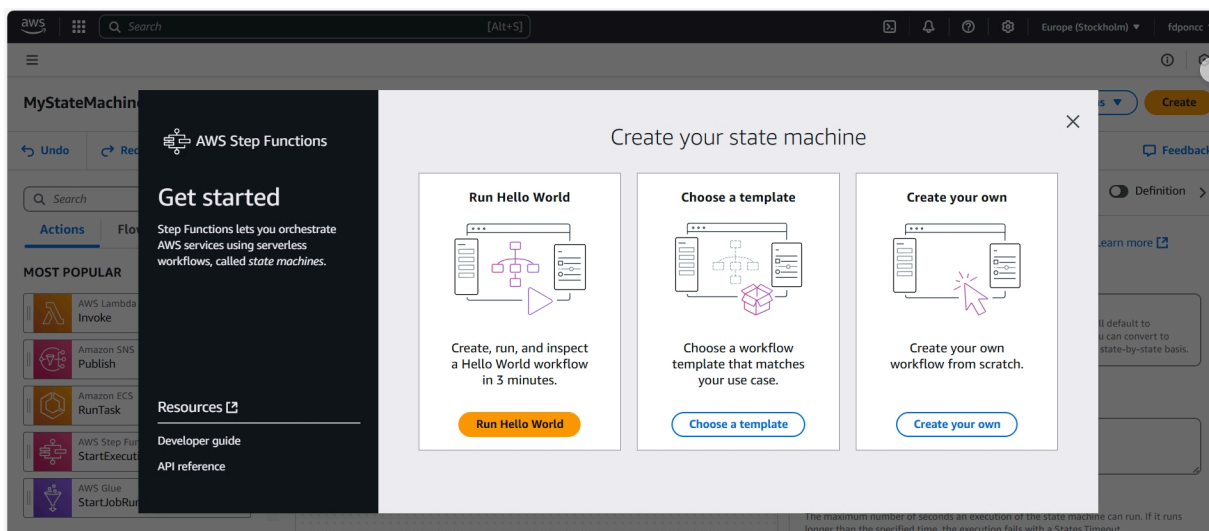 aws
Search
[Alt+S]
Europe (Stockholm)
fdponcc
MyStateMachin
Create
Undo
Rec
Feedback
Search
Definition
Actions
Flo
Learn more
MOST POPULAR
AWS Lambda
Invoke
Amazon SNS
Publish
Amazon ECS
RunTask
AWS Step Fun
StartExecuti
AWS Glue
StartJobRun
AWS Step Functions
Get started
Step Functions lets you orchestrate
AWS services using serverless
workflows, called state machines.
Resources
Developer guide
API reference
Create your state machine
Run Hello World
Create, run, and inspect
a Hello World workflow
in 3 minutes.
Run Hello World
Choose a template
Choose a workflow
template that matches
your use case.
Choose a template
Create your own
Create your own
workflow from scratch.
Create your own
ll default to
u can convert to
state-by-state basis.
The maximum number of seconds an execution of the state machine can run. If it runs
longer than the specified time, the execution fails with a States.Timeout